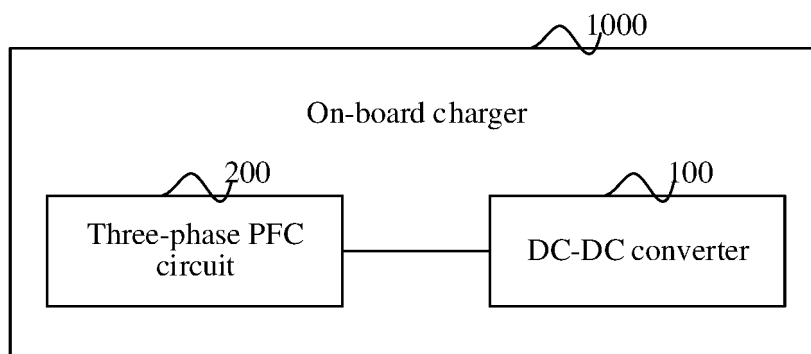 1000
On-board charger
200
100
Three-phase PFC
circuit
DC-DC converter